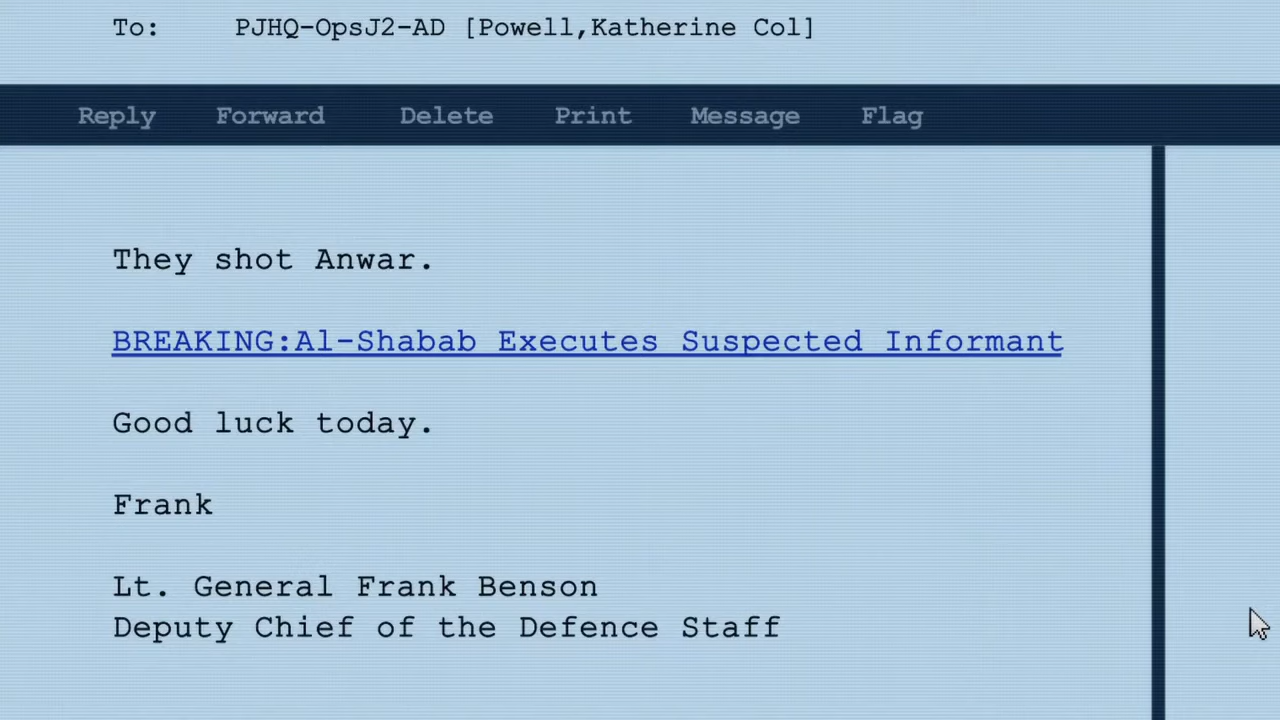 To: PJHQ-OpsJ2-AD [Powell,Katherine Col]
Reply Forward Delete Print Message Flag
They shot Anwar.
BREAKING:Al-Shabab Executes Suspected Informant
Good luck today.
Frank
Lt. General Frank Benson
Deputy Chief of the Defence Staff